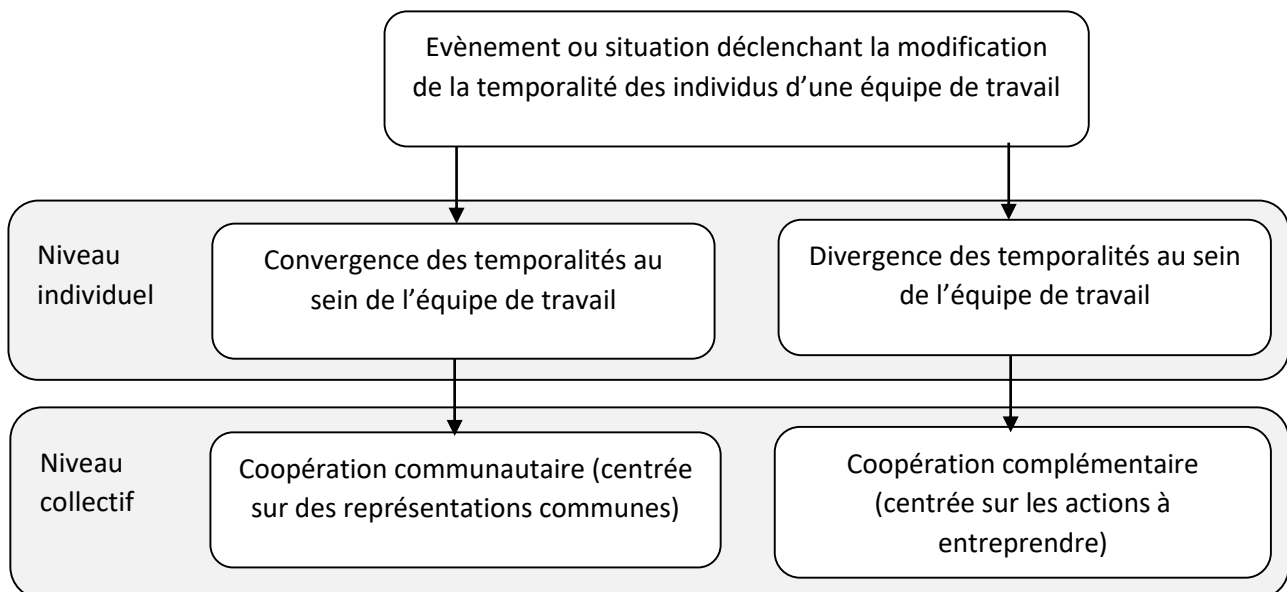 Evènement ou situation déclenchant la modification
de la temporalité des individus d’une équipe de travail
Niveau
individuel
Convergence des temporalités au
sein de l’équipe de travail
Divergence des temporalités au sein
de l’équipe de travail
Niveau
collectif
Coopération communautaire (centrée
sur des représentations communes)
Coopération complémentaire
(centrée sur les actions à
entreprendre)